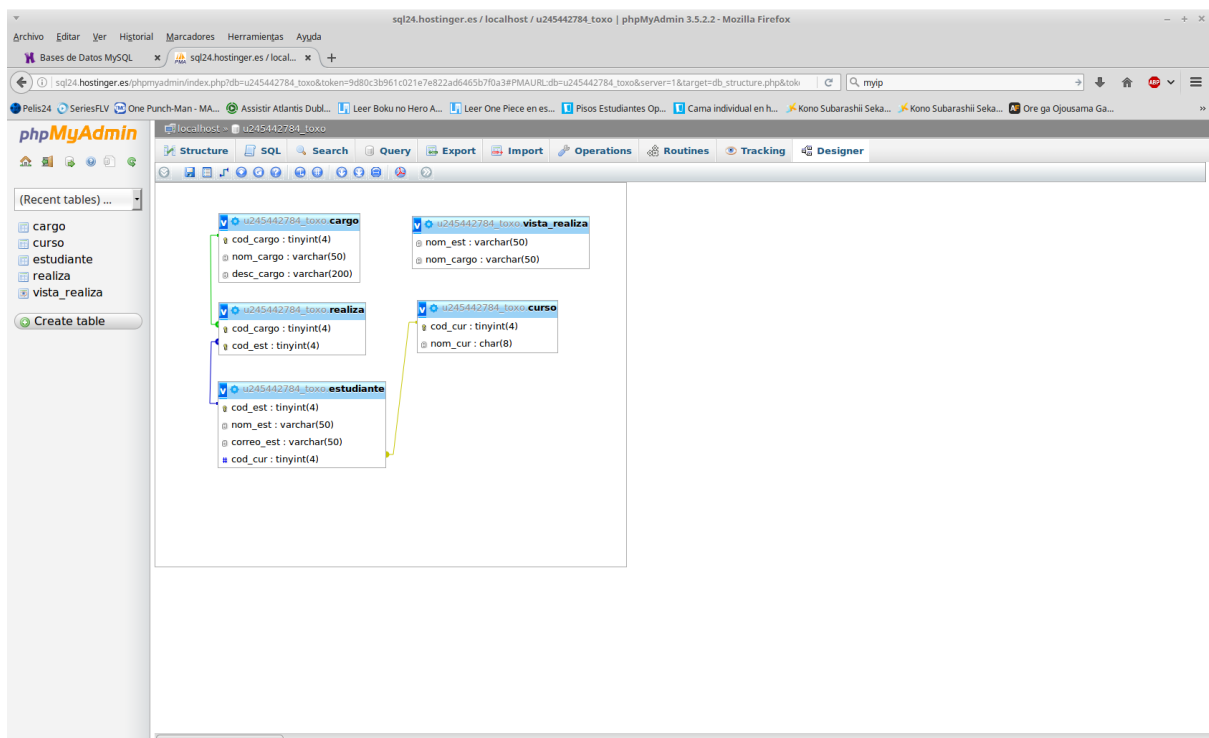 sql24.hostinger.es / localhost / u245442784_toxo | phpMyAdmin 3.5.2.2 - Mozilla Firefox
Archivo Editar Ver Historial Marcadores Herramientas Ayuda
Bases de Datos MySQL
sql24.hostinger.es / local...
sql24.hostinger.es/phpmyadmin/index.php?db=u245442784_toxo&token=9d80c3b961c021e7e822ad6465b7f0a3#PMAURL:db=u245442784_toxo&server=1&target=db_structure.php&tok
myip
ABP
Pelis24 SeriesFLV One Punch-Man - MA... Assistir Atlantis Dubl... Leer Boku no Hero A... Leer One Piece en es... Pisos Estudiantes Op... Cama individual en h... Kono Subarashii Seka... Kono Subarashii Seka... Ore ga Ojousama Ga...
phpMyAdmin
localhost » u245442784_toxo
Structure SQL Search Query Export Import Operations Routines Tracking Designer
(Recent tables) ...
cargo
curso
estudiante
realiza
vista_realiza
Create table
u245442784_toxo.cargo
cod_cargo : tinyint(4)
nom_cargo : varchar(50)
desc_cargo : varchar(200)
u245442784_toxo.vista_realiza
nom_est : varchar(50)
nom_cargo : varchar(50)
u245442784_toxo.realiza
cod_cargo : tinyint(4)
cod_est : tinyint(4)
u245442784_toxo.curso
cod_cur : tinyint(4)
nom_cur : char(8)
u245442784_toxo.estudiante
cod_est : tinyint(4)
nom_est : varchar(50)
correo_est : varchar(50)
cod_cur : tinyint(4)